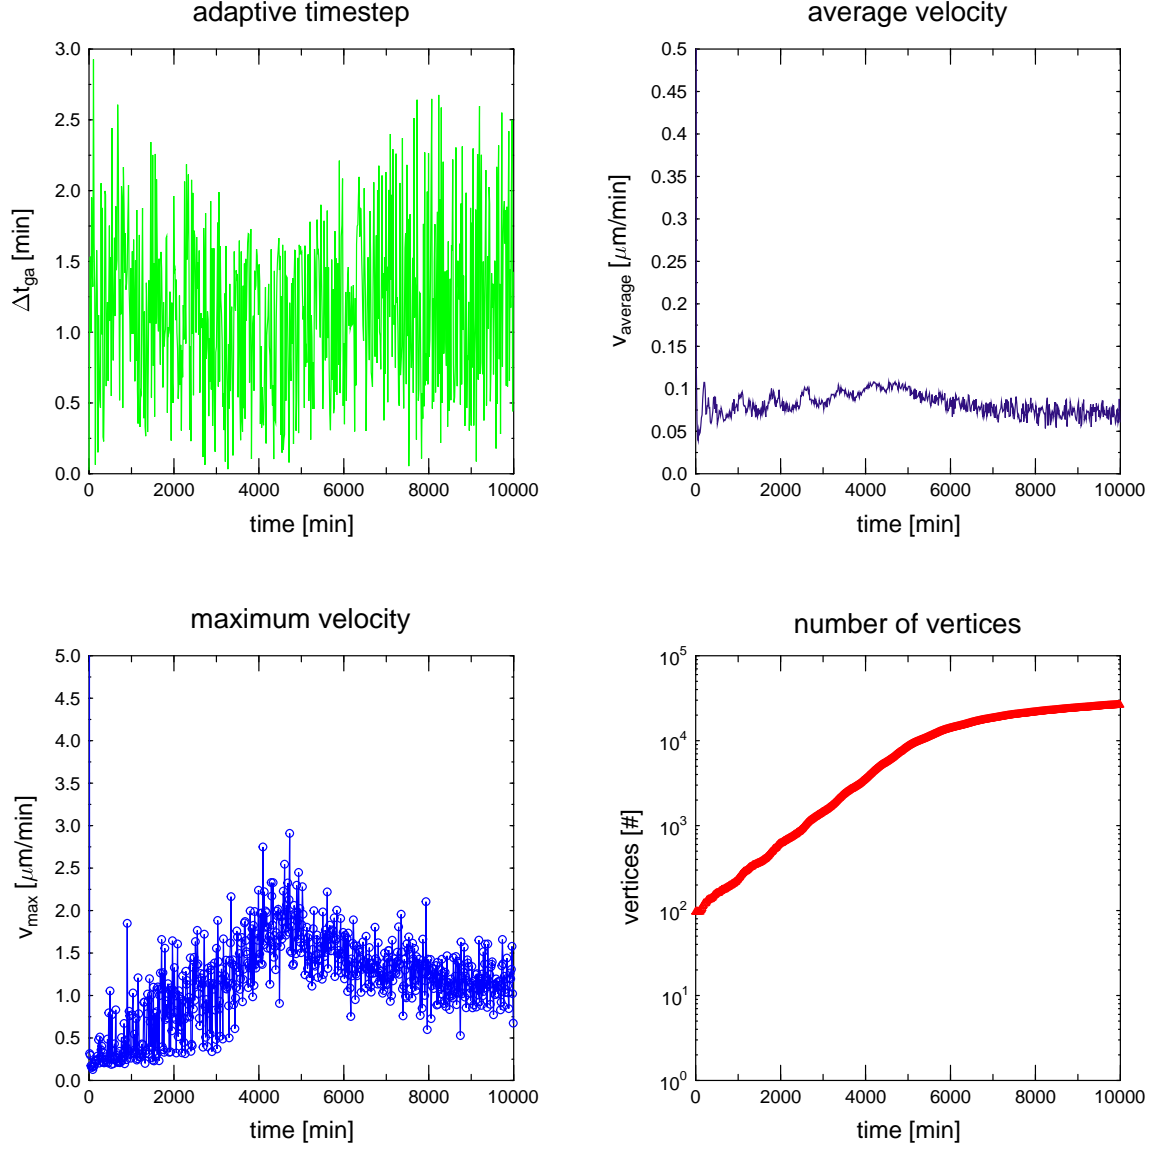 adaptive timestep
3.0
2.5
2.0
1.5
1.0
0.5
0.0
Δt_ga [min]
0 2000 4000 6000 8000 10000
time [min]
average velocity
0.5
0.45
0.4
0.35
0.3
0.25
0.2
0.15
0.1
0.05
0
v_average [μm/min]
0 2000 4000 6000 8000 10000
time [min]
maximum velocity
5.0
4.5
4.0
3.5
3.0
2.5
2.0
1.5
1.0
0.5
0.0
v_max [μm/min]
0 2000 4000 6000 8000 10000
time [min]
number of vertices
10^5
10^4
10^3
10^2
10^1
10^0
vertices [#]
0 2000 4000 6000 8000 10000
time [min]